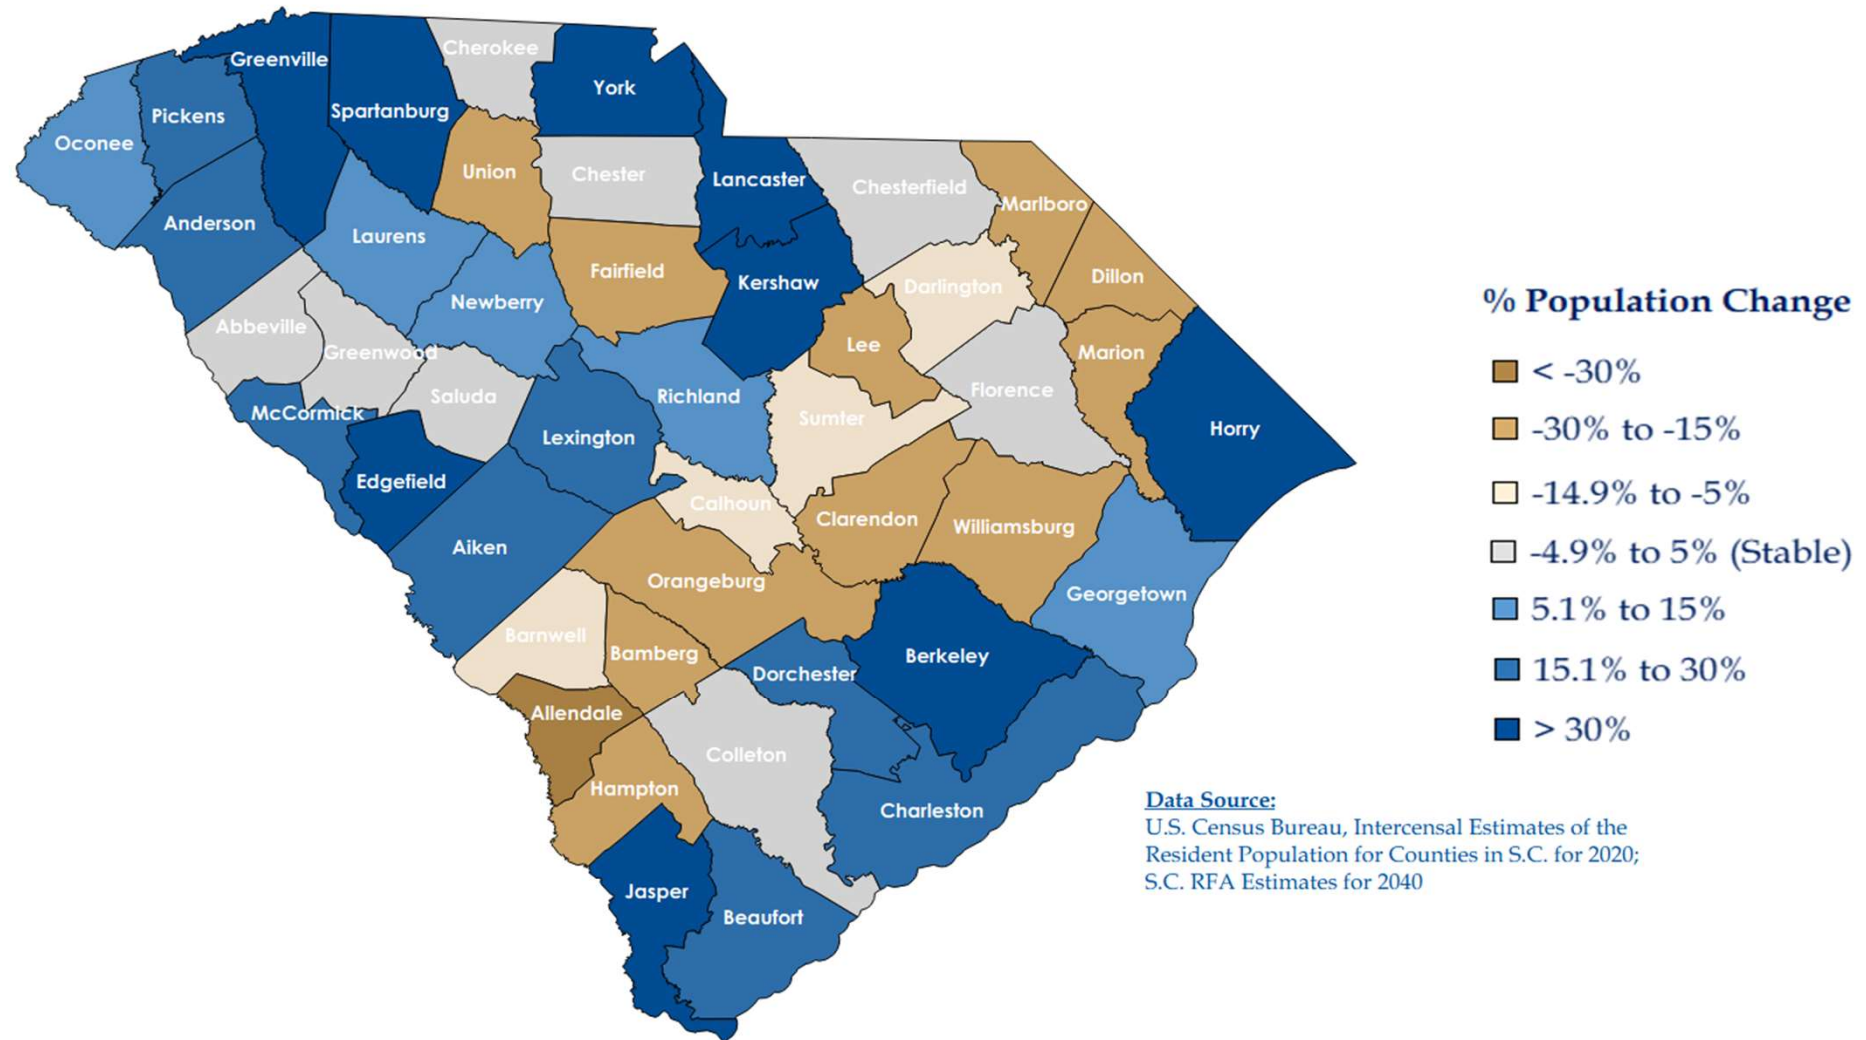 Cherokee
Greenville
York
Spartanburg
Pickens
Oconee
Union
Chester
Lancaster
Chesterfield
Marlboro
Anderson
Laurens
Fairfield
Dillon
Kershaw
Darlington
Newberry
Abbeville
Lee
Greenwood
Marion
Saluda
Richland
Florence
McCormick
Sumter
Horry
Lexington
Edgefield
Calhoun
Clarendon
Williamsburg
Aiken
Orangeburg
Georgetown
Barnwell
Bamberg
Berkeley
Dorchester
Allendale
Colleton
Hampton
Charleston
Jasper
Beaufort
% Population Change
< -30%
-30% to -15%
-14.9% to -5%
-4.9% to 5% (Stable)
5.1% to 15%
15.1% to 30%
> 30%
Data Source:
U.S. Census Bureau, Intercensal Estimates of the
Resident Population for Counties in S.C. for 2020;
S.C. RFA Estimates for 2040